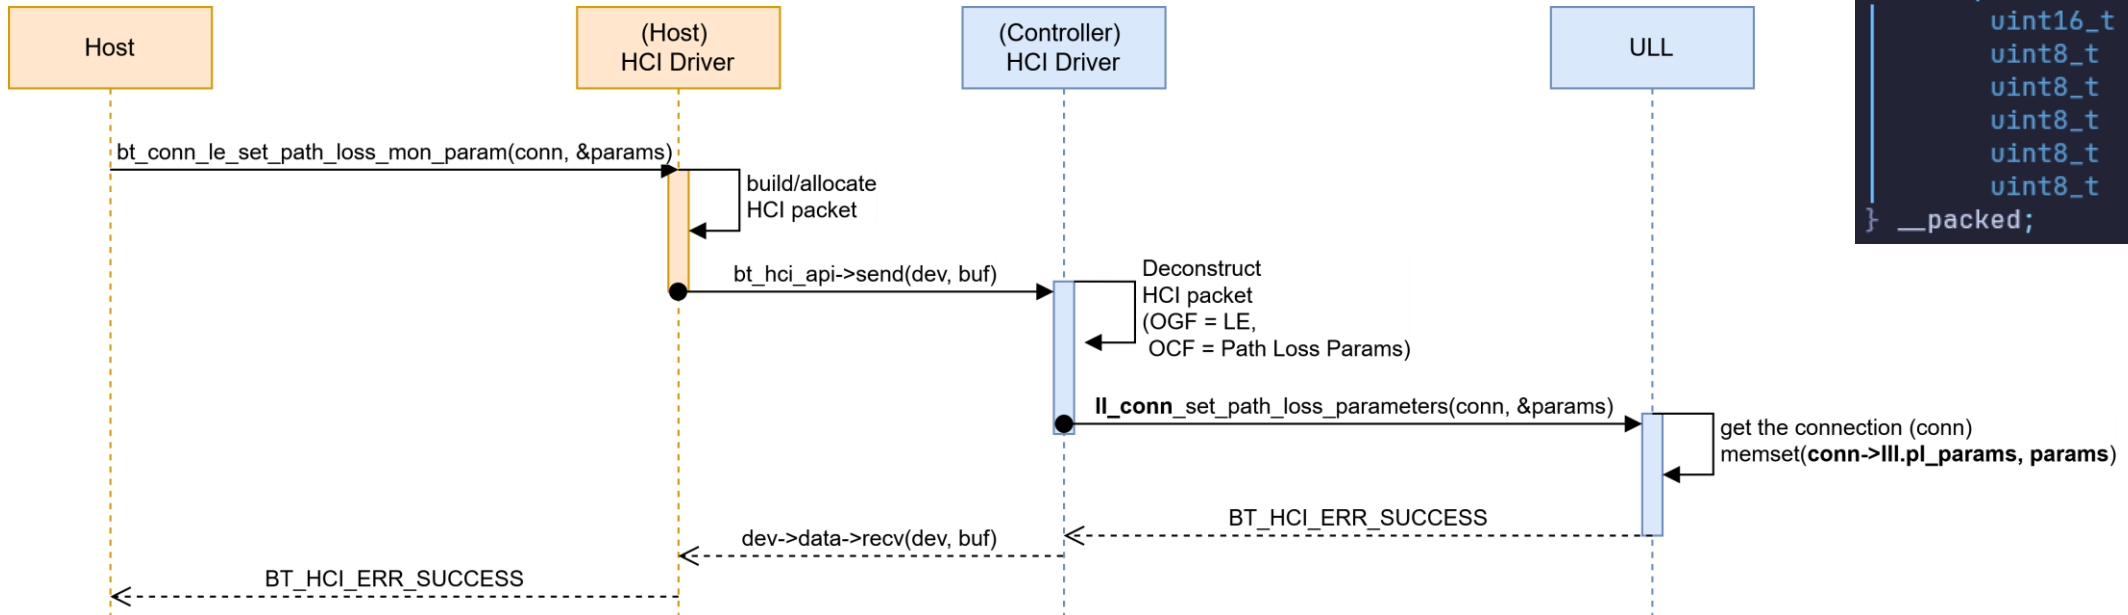 Host
(Host)
HCI Driver
(Controller)
HCI Driver
ULL
uint16_t
uint8_t
uint8_t
uint8_t
uint8_t
uint8_t
} __packed;
bt_conn_le_set_path_loss_mon_param(conn, &params)
build/allocate
HCI packet
bt_hci_api->send(dev, buf)
Deconstruct
HCI packet
(OGF = LE,
OCF = Path Loss Params)
ll_conn_set_path_loss_parameters(conn, &params)
get the connection (conn)
memset(conn->lll.pl_params, params)
BT_HCI_ERR_SUCCESS
dev->data->recv(dev, buf)
BT_HCI_ERR_SUCCESS